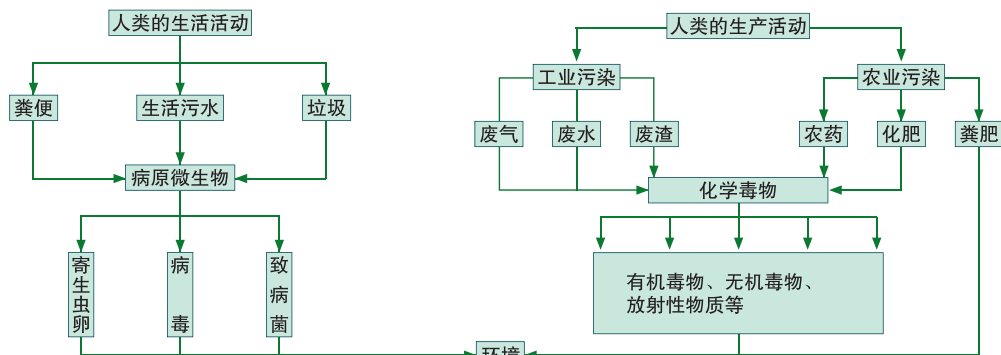 人类的生活活动
人类的生产活动
工业污染
农业污染
粪便
生活污水
垃圾
废气
废水
废渣
农药
化肥
粪肥
病原微生物
化学毒物
寄生虫卵
病毒
致病菌
有机毒物、无机毒物、
放射性物质等
环境